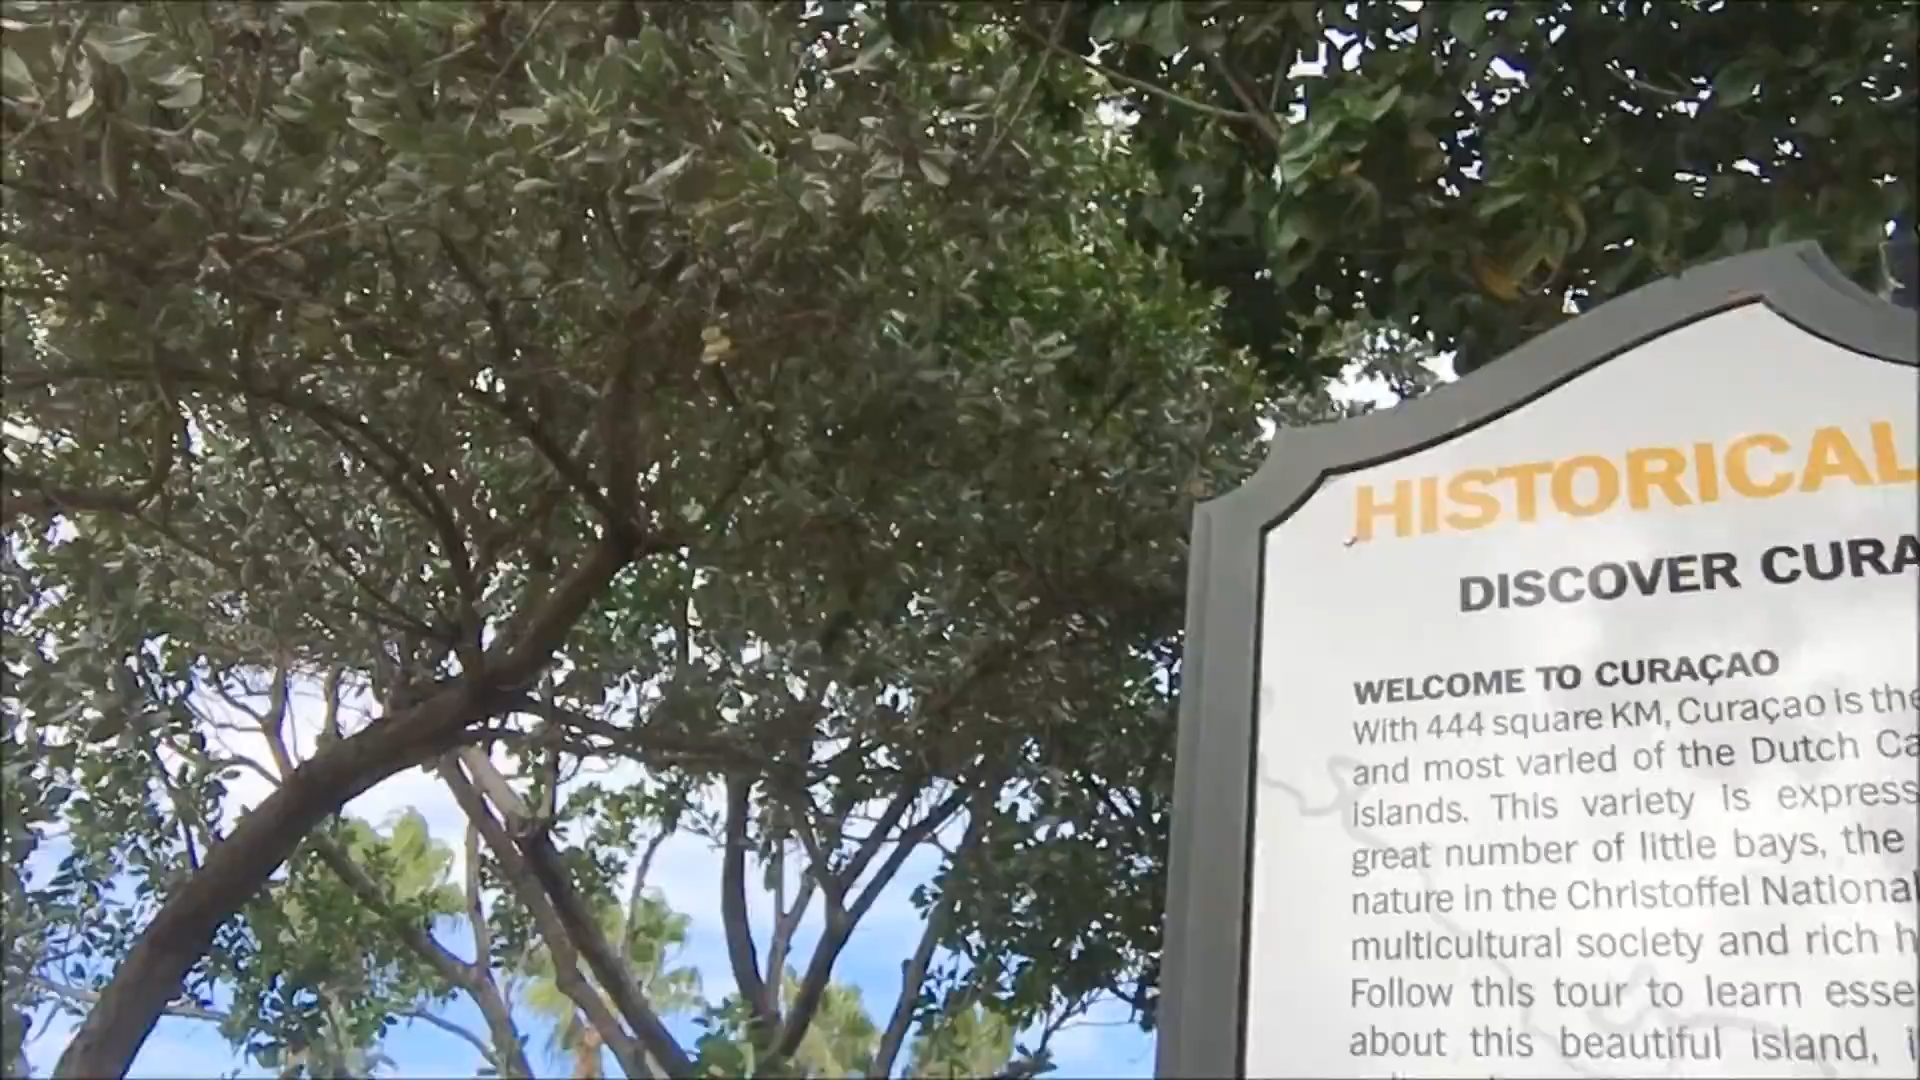 HISTORICAL
DISCOVER CURA
WELCOME TO CURAÇAO
With 444 square KM, Curaçao is the
and most varied of the Dutch Ca
islands. This variety is express
great number of little bays, the
nature in the Christoffel National
multicultural society and rich h
Follow this tour to learn esse
about this beautiful island, i